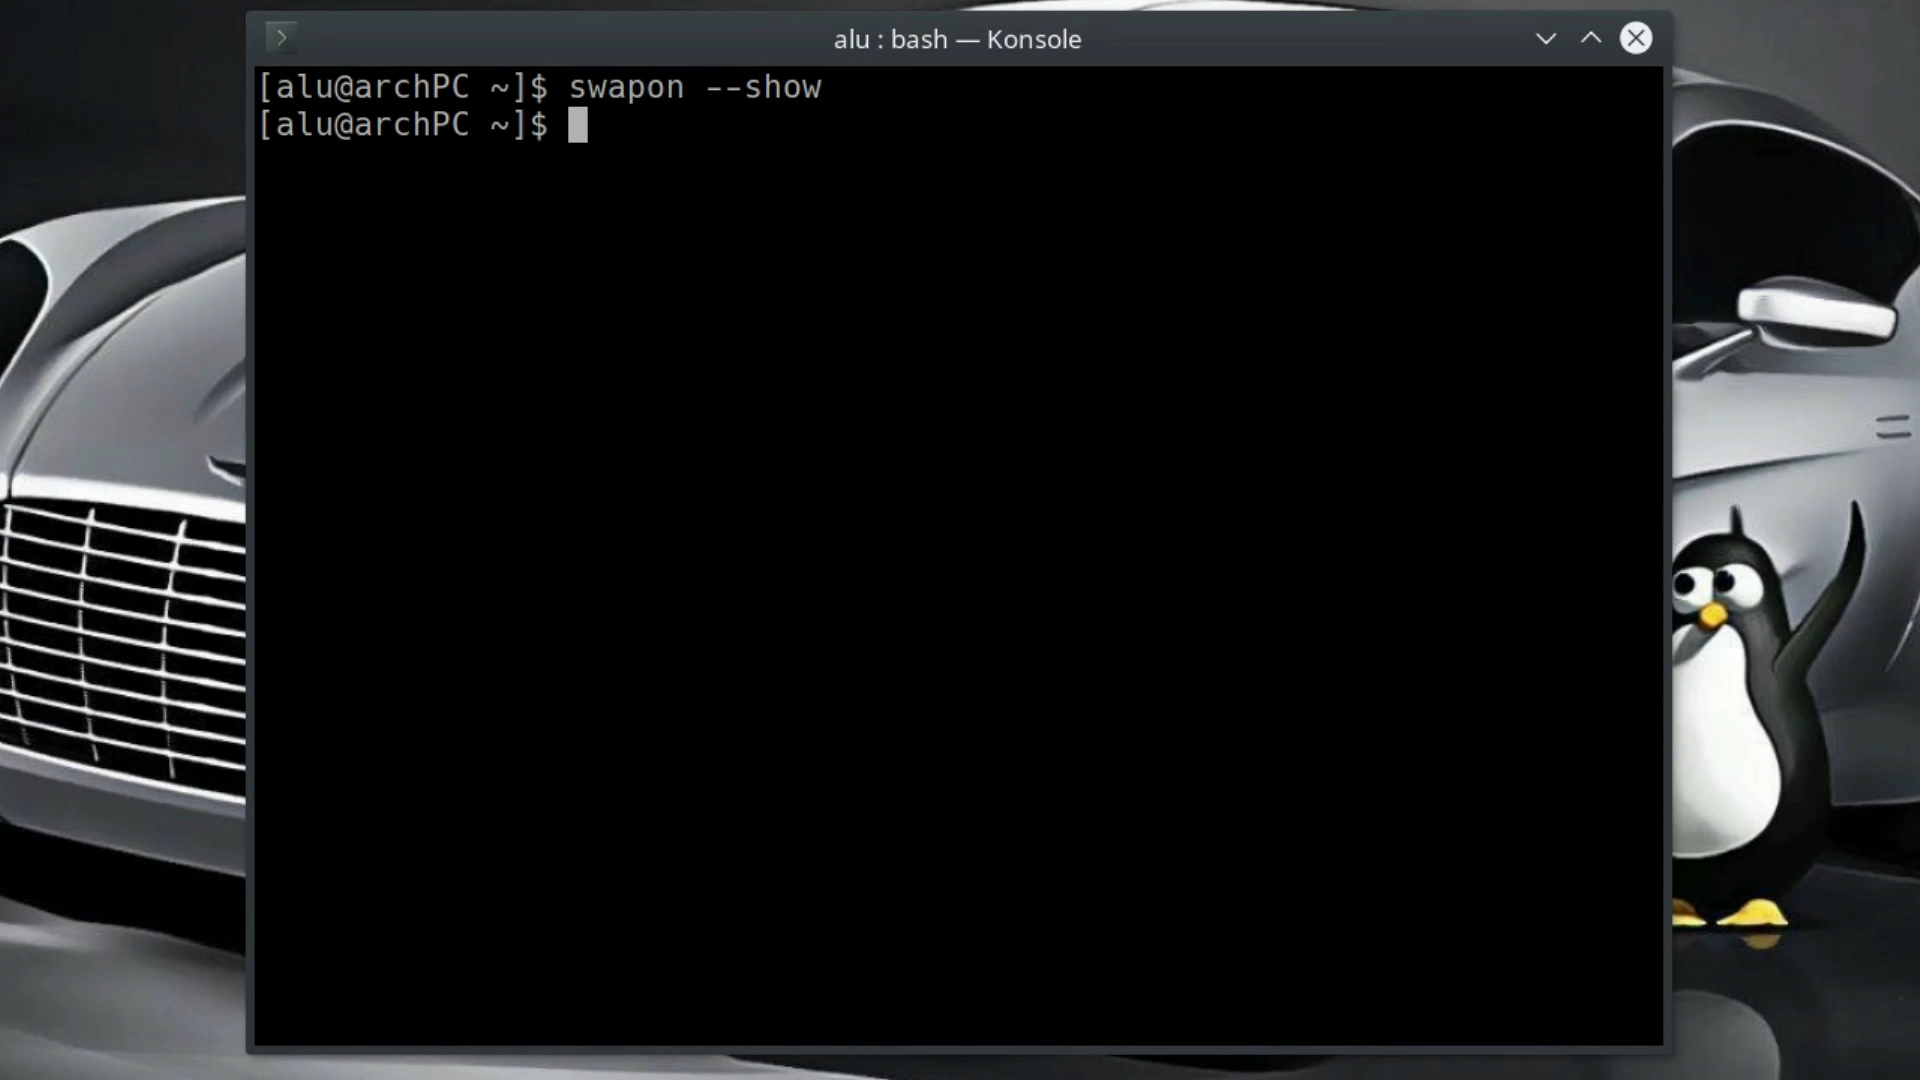 alu : bash — Konsole
[alu@archPC ~]$ swapon --show
[alu@archPC ~]$